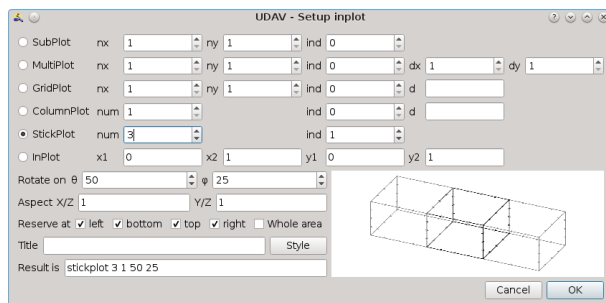 UDAV - Setup inplot
SubPlot nx 1 ny 1 ind 0
MultiPlot nx 1 ny 1 ind 0 dx 1 dy 1
GridPlot nx 1 ny 1 ind 0 d
ColumnPlot num 1 ind 0 d
StickPlot num 3 ind 1
InPlot x1 0 x2 1 y1 0 y2 1
Rotate on θ 50 φ 25
Aspect X/Z 1 Y/Z 1
Reserve at left bottom top right Whole area
Title Style
Result is stickplot 3 1 50 25
Cancel OK